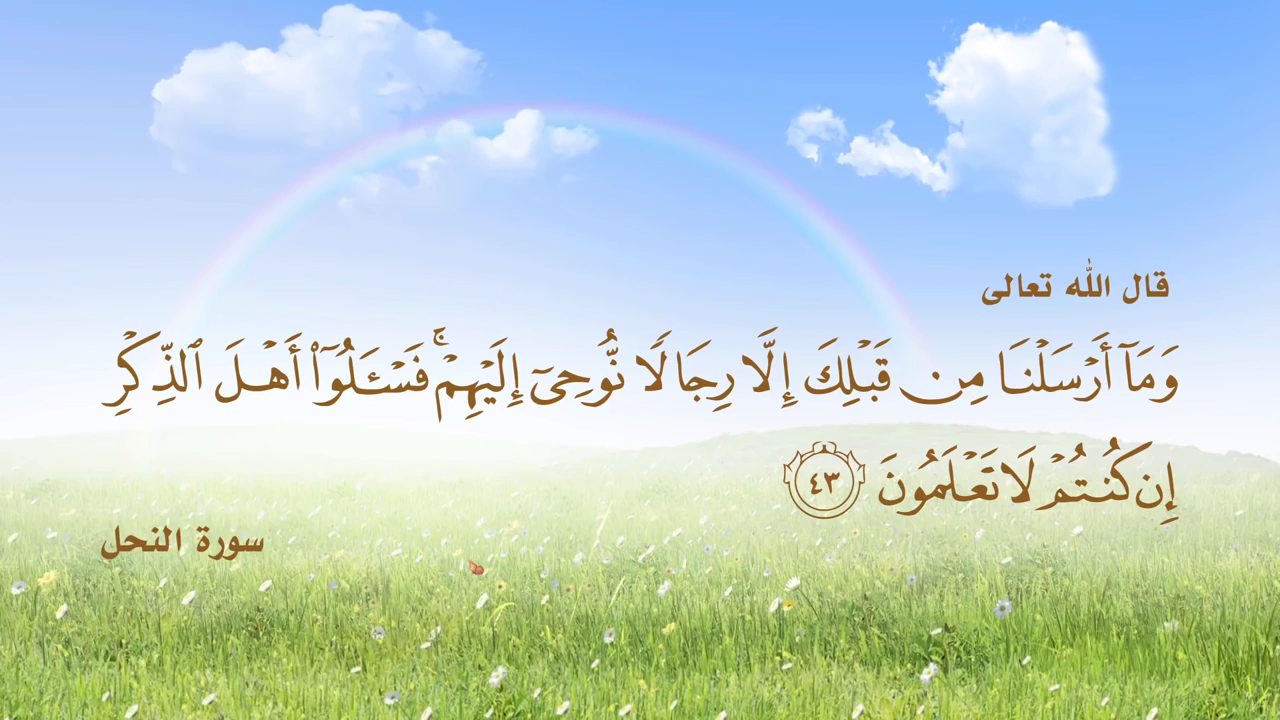 قال الله تعالى
وَمَآ أَرْسَلْنَا مِن قَبْلِكَ إِلَّا رِجَالًا نُّوحِىٓ إِلَيْهِمْ ۚ فَسْـَٔلُوٓا۟ أَهْلَ ٱلذِّكْرِ
إِن كُنتُمْ لَا تَعْلَمُونَ ٤٣
سورة النحل